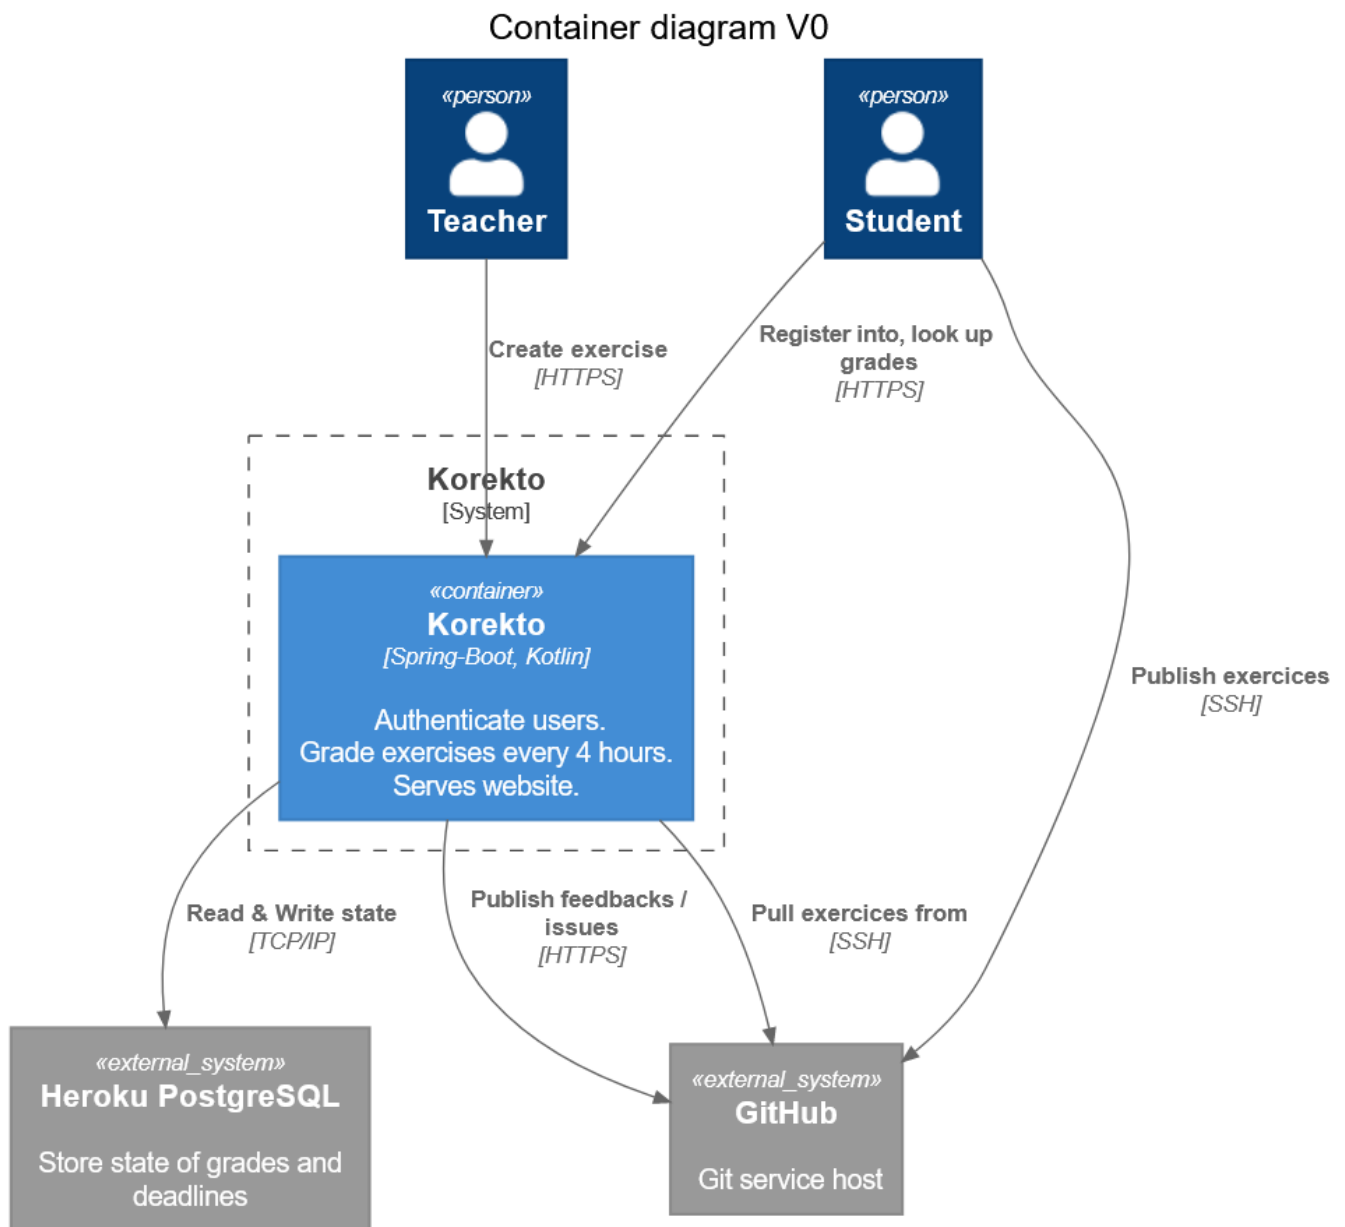 Container diagram V0
«person»
Teacher
«person»
Student
Create exercise
[HTTPS]
Register into, look up
grades
[HTTPS]
Korekto
[System]
«container»
Korekto
[Spring-Boot, Kotlin]
Authenticate users.
Grade exercises every 4 hours.
Serves website.
Publish exercices
[SSH]
Read & Write state
[TCP/IP]
Publish feedbacks /
issues
[HTTPS]
Pull exercices from
[SSH]
«external_system»
Heroku PostgreSQL
Store state of grades and
deadlines
«external_system»
GitHub
Git service host